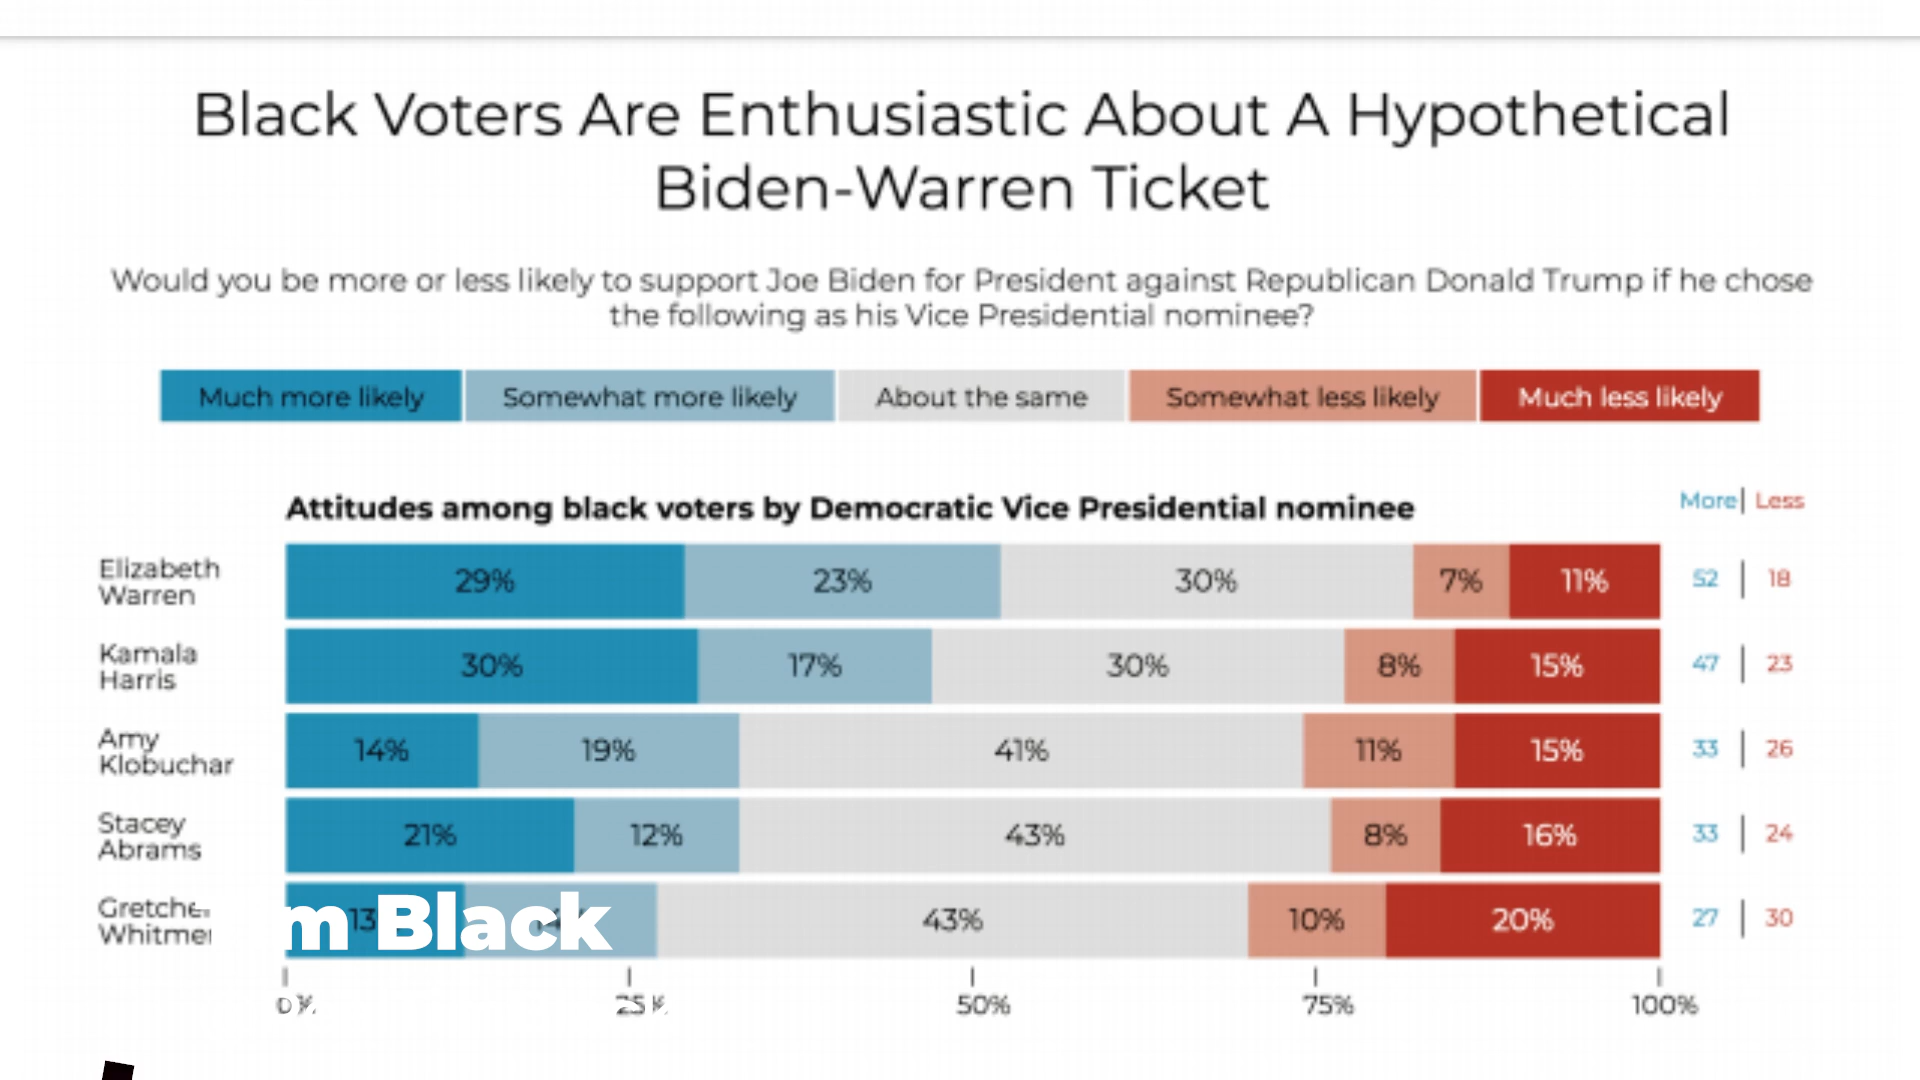 Black Voters Are Enthusiastic About A Hypothetical
Biden-Warren Ticket
Would you be more or less likely to support Joe Biden for President against Republican Donald Trump if he chose
the following as his Vice Presidential nominee?
Much more likely Somewhat more likely About the same Somewhat less likely Much less likely
Attitudes among black voters by Democratic Vice Presidential nominee More | Less
Elizabeth
Warren
29% 23% 30% 7% 11% 52 | 18
Kamala
Harris
30% 17% 30% 8% 15% 47 | 23
Amy
Klobuchar
14% 19% 41% 11% 15% 33 | 26
Stacey
Abrams
21% 12% 43% 8% 16% 33 | 24
43% 10% 20% 27 | 30
Black
50% 75% 100%